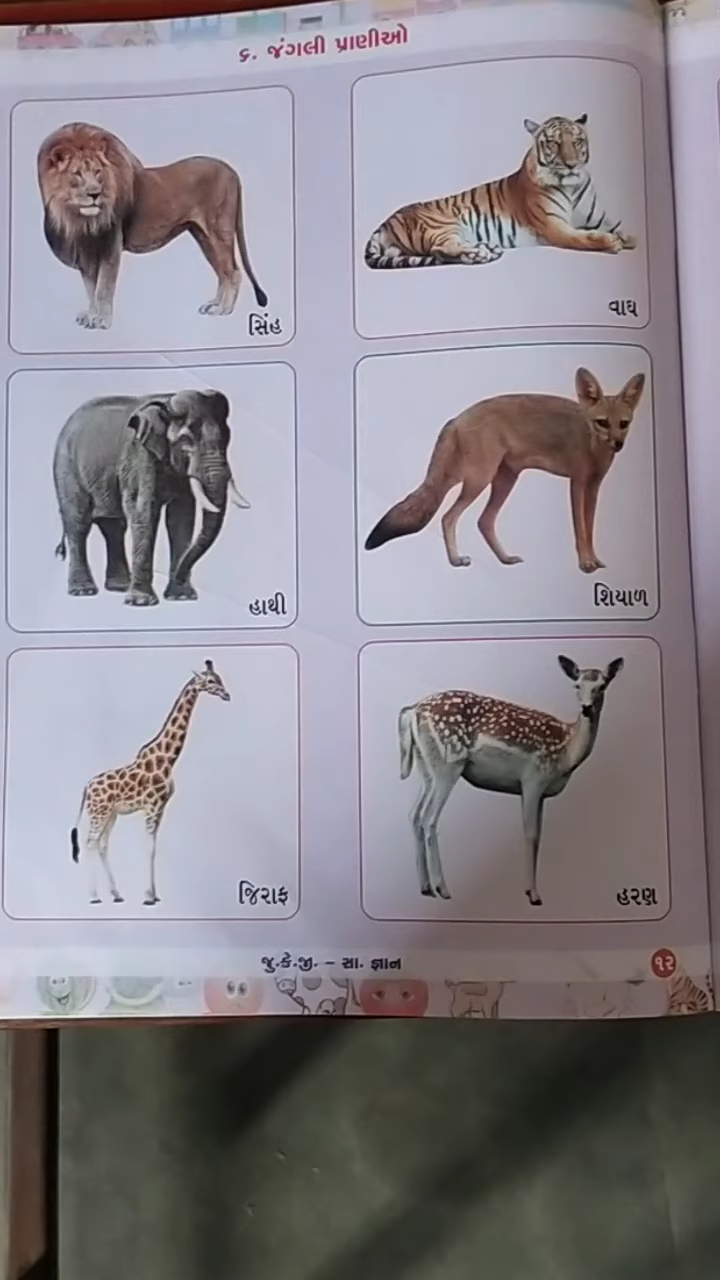 ૬. જંગલી પ્રાણીઓ
સિંહ
વાઘ
હાથી
શિયાળ
જિરાફ
હરણ
જુ.કે.જી. - સા. જ્ઞાન
૧૨